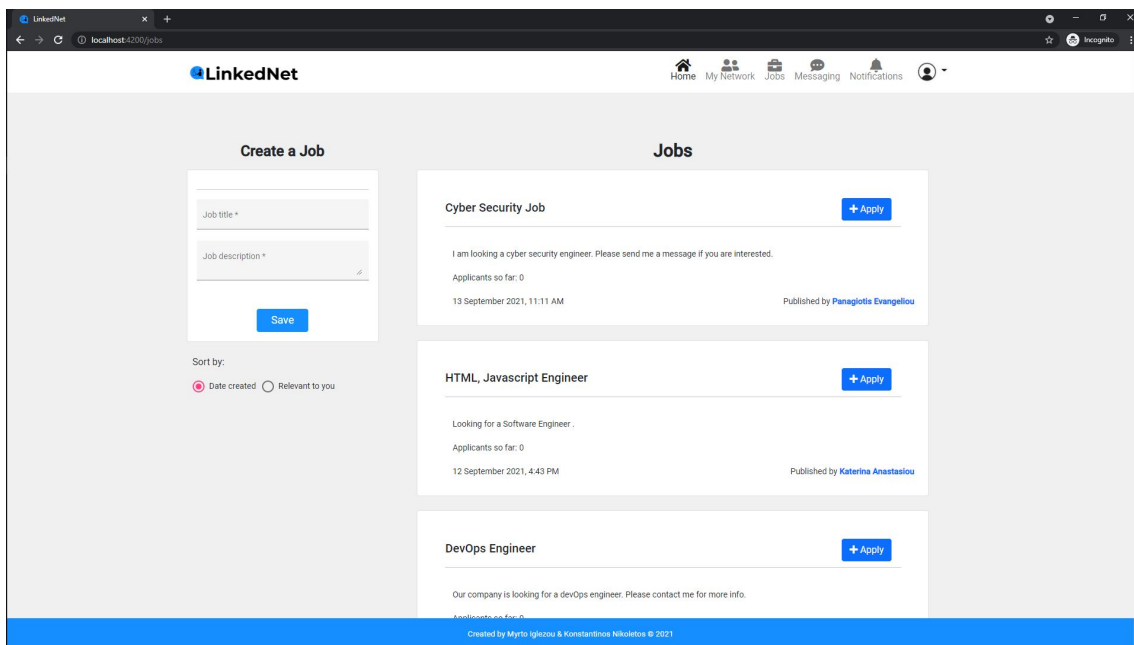 LinkedNet
localhost:4200/jobs
Incognito
LinkedNet
Home My Network Jobs Messaging Notifications
Create a Job
Job title *
Job description *
Save
Sort by:
Date created Relevant to you
Jobs
Cyber Security Job
+ Apply
I am looking a cyber security engineer. Please send me a message if you are interested.
Applicants so far: 0
13 September 2021, 11:11 AM Published by Panagiotis Evangeliou
HTML, Javascript Engineer
+ Apply
Looking for a Software Engineer .
Applicants so far: 0
12 September 2021, 4:43 PM Published by Katerina Anastasiou
DevOps Engineer
+ Apply
Our company is looking for a devOps engineer. Please contact me for more info.
Applicants so far: 0
Created by Myrto Iglezou & Konstantinos Nikoletos © 2021